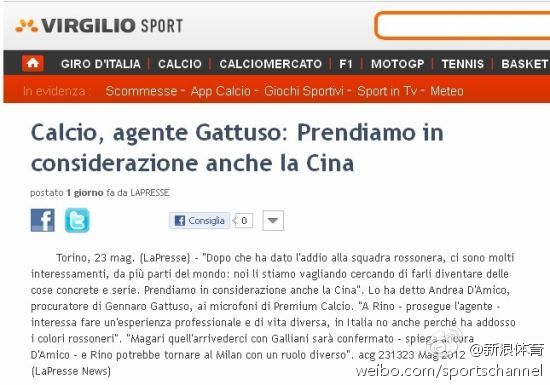 VIRGILIO SPORT
GIRO D'ITALIA | CALCIO | CALCIOMERCATO | F1 | MOTOGP | TENNIS | BASKET
In evidenza : Scommesse - App Calcio - Giochi Sportivi - Sport in Tv - Meteo
Calcio, agente Gattuso: Prendiamo in
considerazione anche la Cina
postato 1 giorno fa da LAPRESSE
Consiglia 0
Torino, 23 mag. (LaPresse) - "Dopo che ha dato l'addio alla squadra rossonera, ci sono molti
interessamenti, da più parti del mondo: noi li stiamo vagliando cercando di farli diventare delle
cose concrete e serie. Prendiamo in considerazione anche la Cina". Lo ha detto Andrea D'Amico,
procuratore di Gennaro Gattuso, ai microfoni di Premium Calcio. "A Rino - prosegue l'agente -
interessa fare un'esperienza professionale e di vita diversa, in Italia no anche perché ha addosso
i colori rossoneri". "Magari quell'arrivederci con Galliani sarà confermato - spiega ancora
D'Amico - e Rino potrebbe tornare al Milan con un ruolo diverso". acg 231323 Mag 2012
(LaPresse News)
@新浪体育
weibo.com/sportschannel